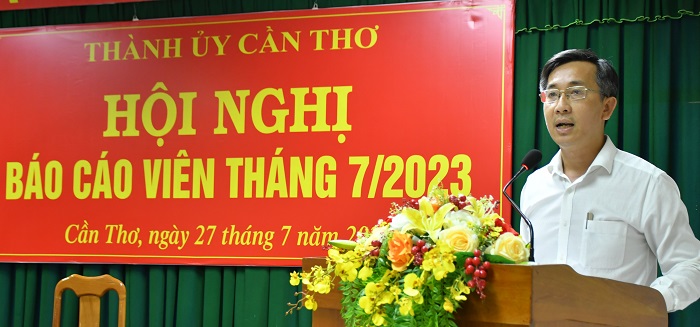 THÀNH ỦY CẦN THƠ
HỘI NGHỊ
BÁO CÁO VIÊN THÁNG 7/2023
Cần Thơ, ngày 27 tháng 7 năm